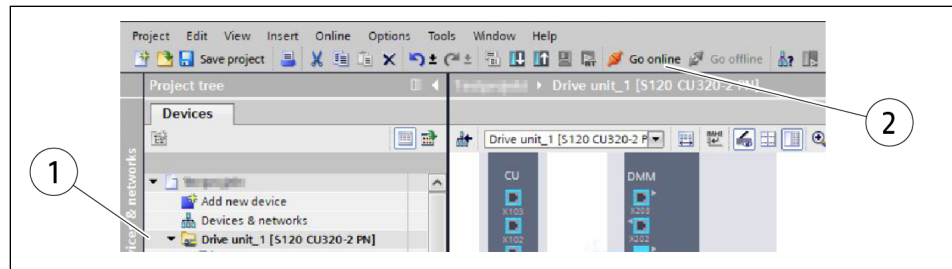 Project Edit View Insert Online Options Tools Window Help
Save project Go online Go offline
Project tree
Drive unit_1 [S120 CU320-2 PN]
Devices
Drive unit_1 [S120 CU320-2 P
CU
DMM
X103
X203
X102
X202
Add new device
Devices & networks
Drive unit_1 [S120 CU320-2 PN]
1
2